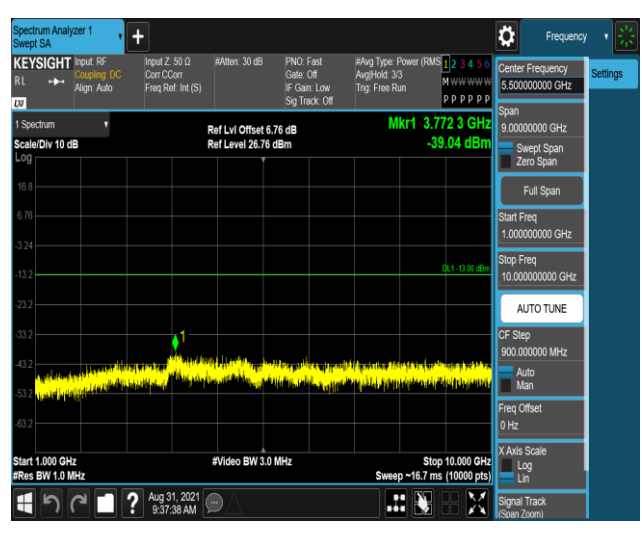 Spectrum Analyzer 1
Swept SA
Frequency
KEYSIGHT
RL
LXI
Input: RF
Coupling: DC
Align: Auto
Input Z: 50 Ω
Corr CCorr
Freq Ref: Int (S)
#Atten: 30 dB
PNO: Fast
Gate: Off
IF Gain: Low
Sig Track: Off
#Avg Type: Power (RMS
Avg|Hold: 3/3
Trig: Free Run
1 2 3 4 5 6
M W W W W W
P P P P P P
Center Frequency
5.500000000 GHz
Settings
Span
9.00000000 GHz
Swept Span
Zero Span
Full Span
Start Freq
1.000000000 GHz
Stop Freq
10.000000000 GHz
AUTO TUNE
CF Step
900.000000 MHz
Auto
Man
Freq Offset
0 Hz
X Axis Scale
Log
Lin
Signal Track
(Span Zoom)
1 Spectrum
Scale/Div 10 dB
Log
Ref Lvl Offset 6.76 dB
Ref Level 26.76 dBm
Mkr1 3.772 3 GHz
-39.04 dBm
16.8
6.76
-3.24
-13.2
DL1 -13.00 dBm
-23.2
-33.2
1
-43.2
-53.2
-63.2
Start 1.000 GHz
#Video BW 3.0 MHz
Stop 10.000 GHz
#Res BW 1.0 MHz
Sweep ~16.7 ms (10000 pts)
?
Aug 31, 2021
9:37:38 AM